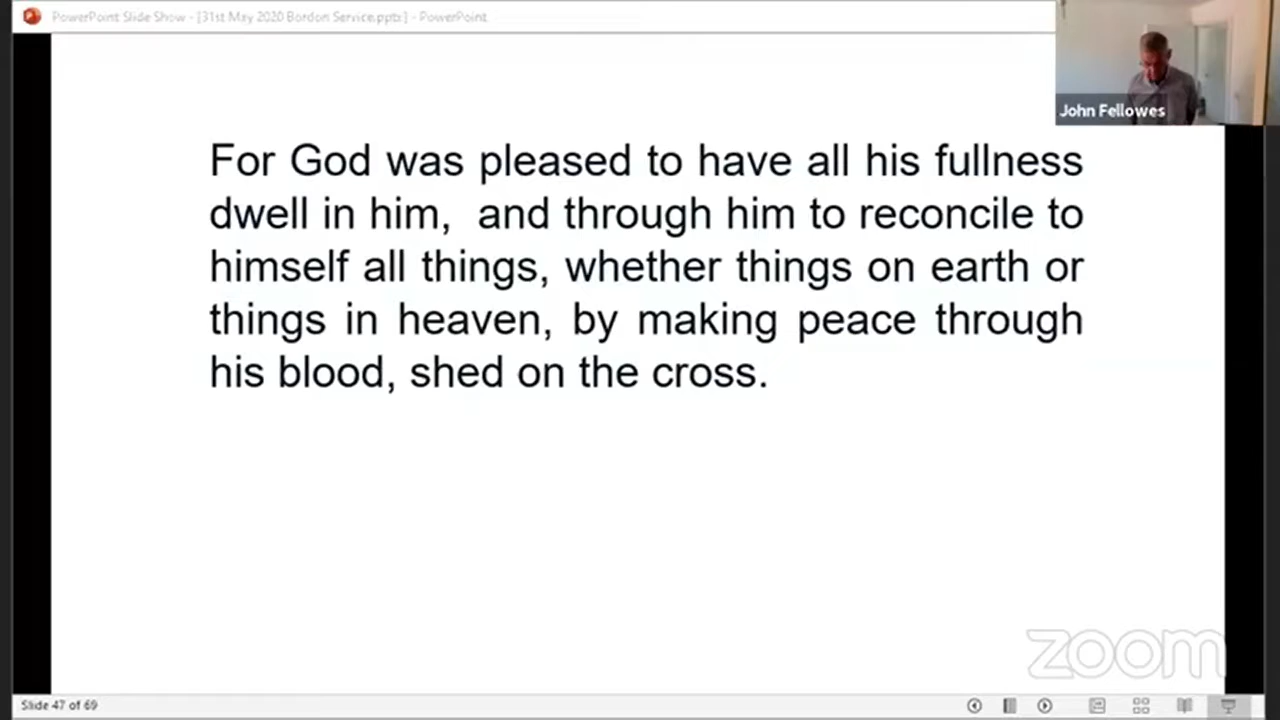 PowerPoint Slide Show - [31st May 2020 Bordon Service.pptx] - PowerPoint
John Fellowes
For God was pleased to have all his fullness
dwell in him, and through him to reconcile to
himself all things, whether things on earth or
things in heaven, by making peace through
his blood, shed on the cross.
zoom
Slide 47 of 69